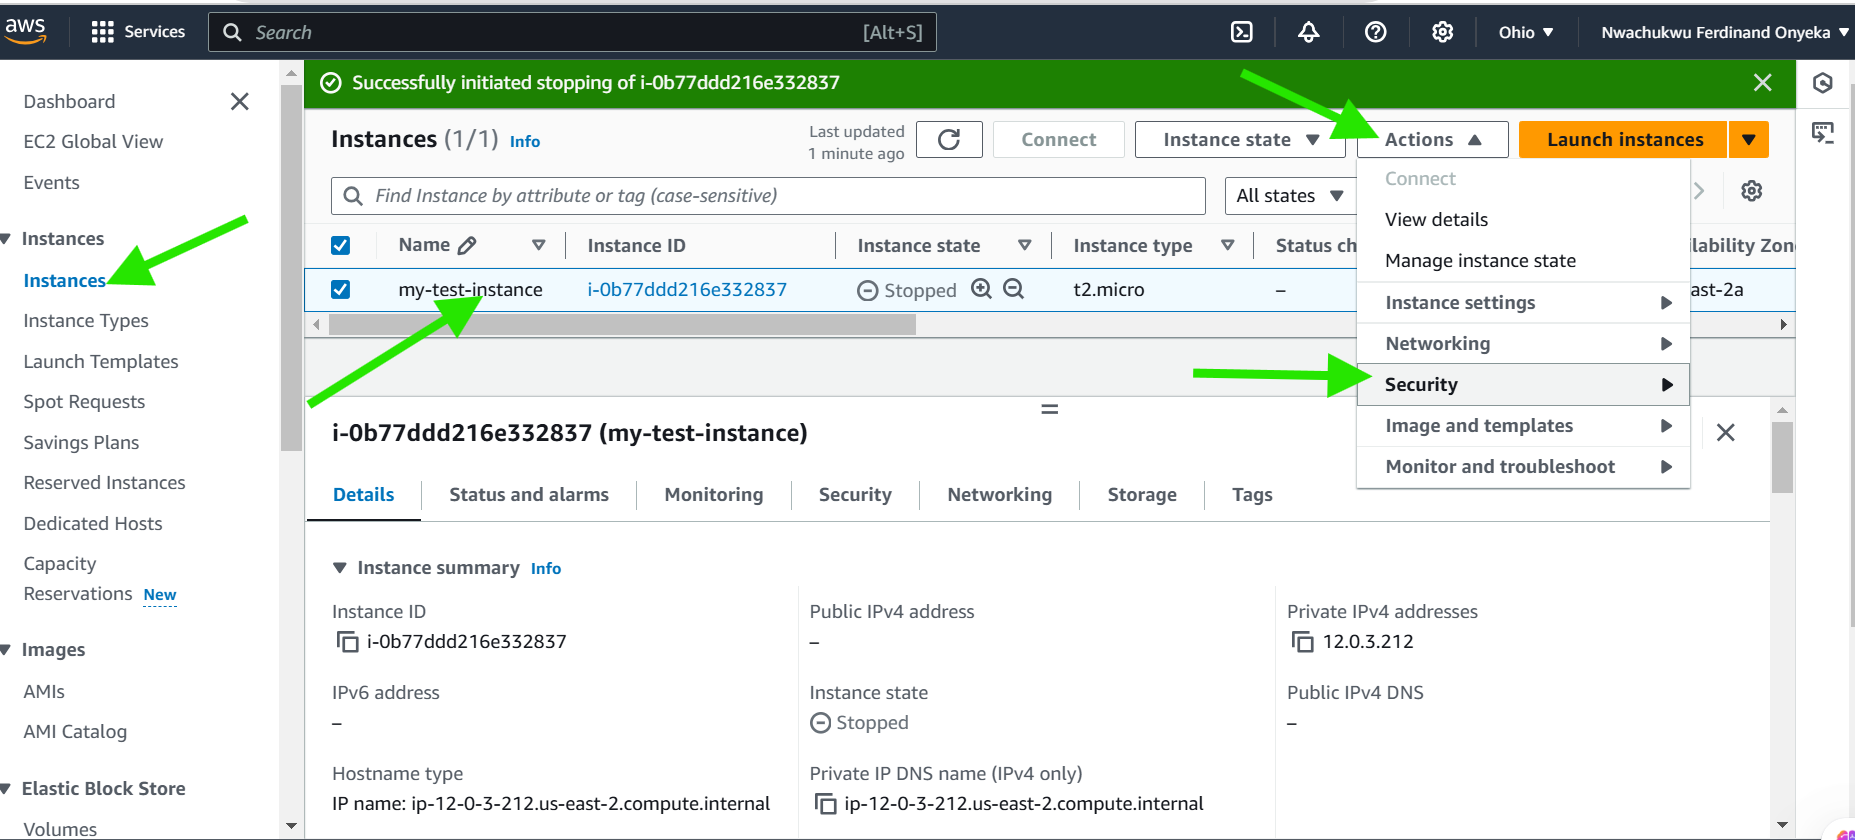 aws
Services
Search [Alt+S]
Ohio
Nwachukwu Ferdinand Onyeka
Dashboard
EC2 Global View
Events
Instances
Instances
Instance Types
Launch Templates
Spot Requests
Savings Plans
Reserved Instances
Dedicated Hosts
Capacity
Reservations New
Images
AMIs
AMI Catalog
Elastic Block Store
Volumes
Successfully initiated stopping of i-0b77ddd216e332837
Instances (1/1) Info
Last updated
1 minute ago
Connect
Instance state
Actions
Launch instances
Find Instance by attribute or tag (case-sensitive)
All states
Name
Instance ID
Instance state
Instance type
Status ch
lability Zon
my-test-instance
i-0b77ddd216e332837
Stopped
t2.micro
–
ast-2a
Connect
View details
Manage instance state
Instance settings
Networking
Security
Image and templates
Monitor and troubleshoot
i-0b77ddd216e332837 (my-test-instance)
Details
Status and alarms
Monitoring
Security
Networking
Storage
Tags
Instance summary Info
Instance ID
i-0b77ddd216e332837
Public IPv4 address
–
Private IPv4 addresses
12.0.3.212
IPv6 address
–
Instance state
Stopped
Public IPv4 DNS
–
Hostname type
IP name: ip-12-0-3-212.us-east-2.compute.internal
Private IP DNS name (IPv4 only)
ip-12-0-3-212.us-east-2.compute.internal